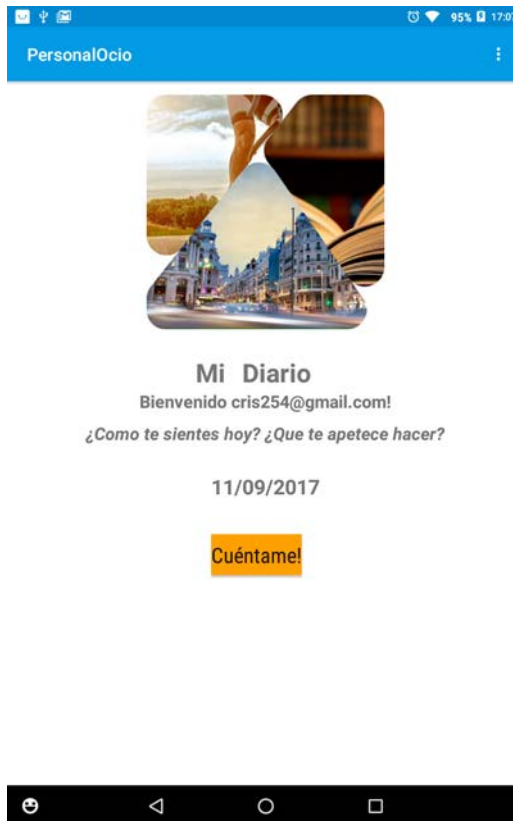 95% 17:07
PersonalOcio
Mi Diario
Bienvenido cris254@gmail.com!
¿Como te sientes hoy? ¿Que te apetece hacer?
11/09/2017
Cuéntame!